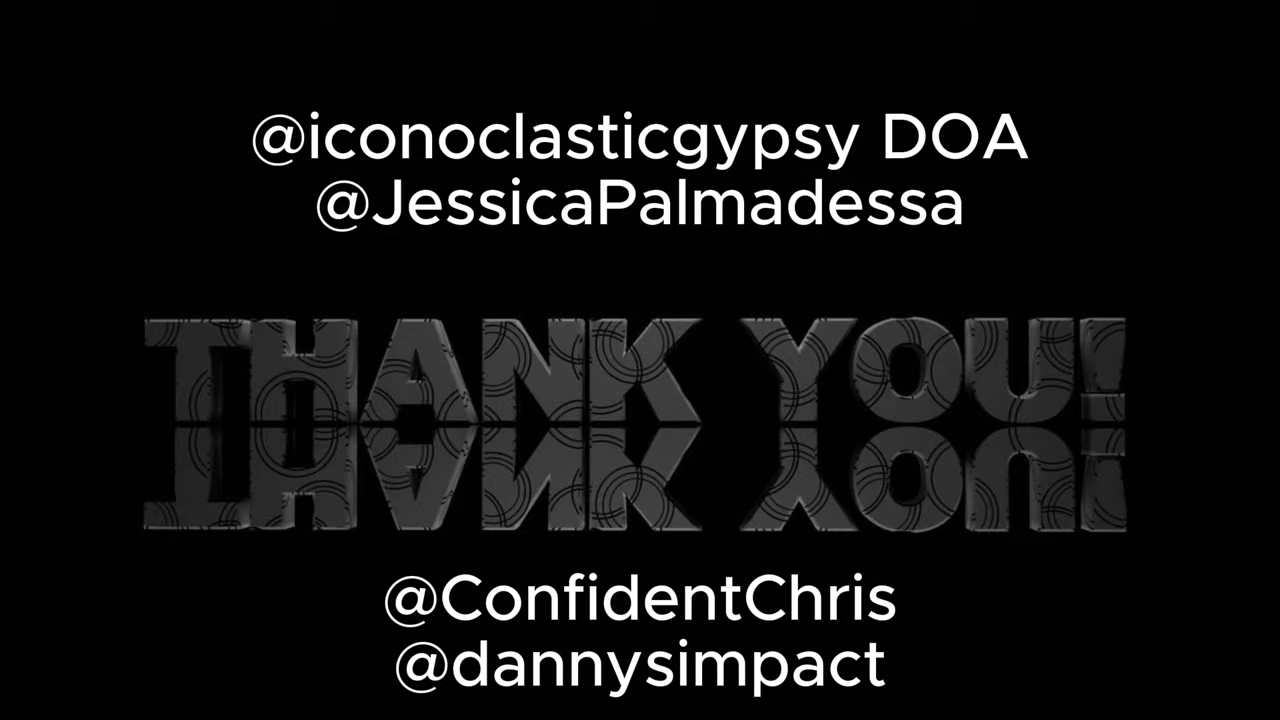 @iconoclasticgypsy DOA
@JessicaPalmadessa
THANK YOU!
@ConfidentChris
@dannysimpact